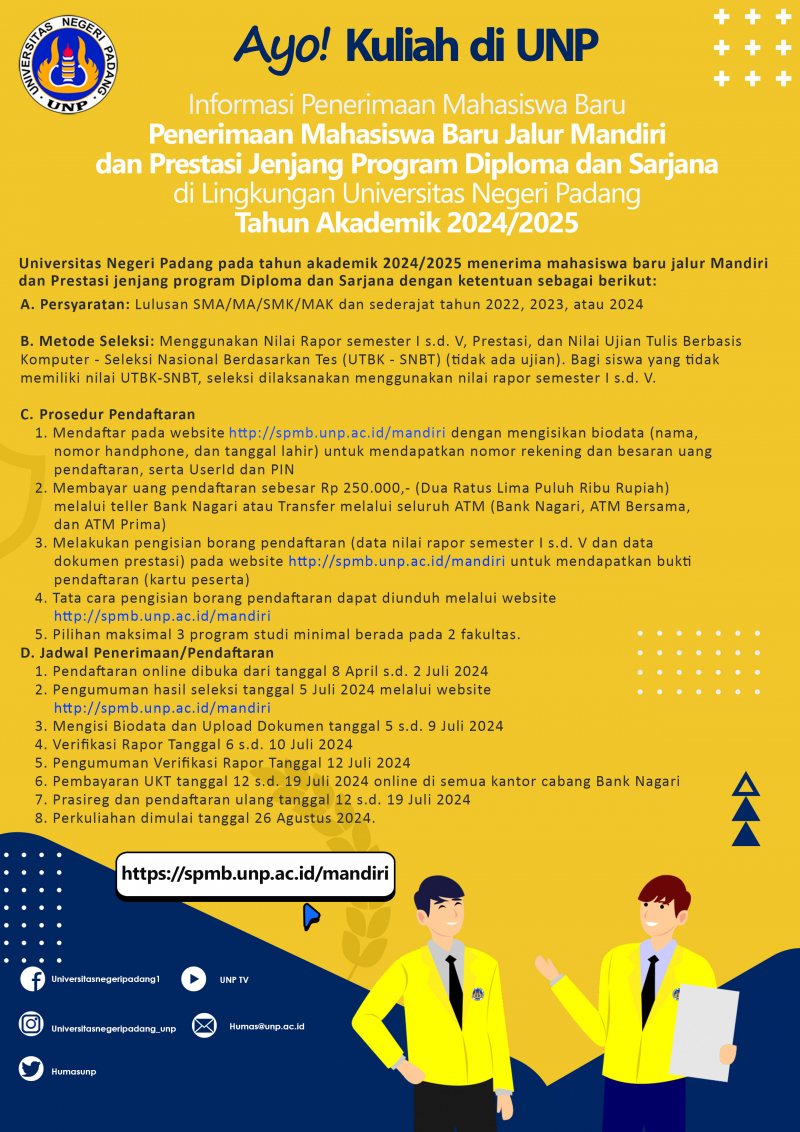 UNIVERSITAS NEGERI PADANG
UNP
Ayo! Kuliah di UNP
Informasi Penerimaan Mahasiswa Baru
Penerimaan Mahasiswa Baru Jalur Mandiri
dan Prestasi Jenjang Program Diploma dan Sarjana
di Lingkungan Universitas Negeri Padang
Tahun Akademik 2024/2025
Universitas Negeri Padang pada tahun akademik 2024/2025 menerima mahasiswa baru jalur Mandiri
dan Prestasi jenjang program Diploma dan Sarjana dengan ketentuan sebagai berikut:
A. Persyaratan: Lulusan SMA/MA/SMK/MAK dan sederajat tahun 2022, 2023, atau 2024
B. Metode Seleksi: Menggunakan Nilai Rapor semester I s.d. V, Prestasi, dan Nilai Ujian Tulis Berbasis
Komputer - Seleksi Nasional Berdasarkan Tes (UTBK - SNBT) (tidak ada ujian). Bagi siswa yang tidak
memiliki nilai UTBK-SNBT, seleksi dilaksanakan menggunakan nilai rapor semester I s.d. V.
C. Prosedur Pendaftaran
1. Mendaftar pada website http://spmb.unp.ac.id/mandiri dengan mengisikan biodata (nama,
nomor handphone, dan tanggal lahir) untuk mendapatkan nomor rekening dan besaran uang
pendaftaran, serta UserId dan PIN
2. Membayar uang pendaftaran sebesar Rp 250.000,- (Dua Ratus Lima Puluh Ribu Rupiah)
melalui teller Bank Nagari atau Transfer melalui seluruh ATM (Bank Nagari, ATM Bersama,
dan ATM Prima)
3. Melakukan pengisian borang pendaftaran (data nilai rapor semester I s.d. V dan data
dokumen prestasi) pada website http://spmb.unp.ac.id/mandiri untuk mendapatkan bukti
pendaftaran (kartu peserta)
4. Tata cara pengisian borang pendaftaran dapat diunduh melalui website
http://spmb.unp.ac.id/mandiri
5. Pilihan maksimal 3 program studi minimal berada pada 2 fakultas.
D. Jadwal Penerimaan/Pendaftaran
1. Pendaftaran online dibuka dari tanggal 8 April s.d. 2 Juli 2024
2. Pengumuman hasil seleksi tanggal 5 Juli 2024 melalui website
http://spmb.unp.ac.id/mandiri
3. Mengisi Biodata dan Upload Dokumen tanggal 5 s.d. 9 Juli 2024
4. Verifikasi Rapor Tanggal 6 s.d. 10 Juli 2024
5. Pengumuman Verifikasi Rapor Tanggal 12 Juli 2024
6. Pembayaran UKT tanggal 12 s.d. 19 Juli 2024 online di semua kantor cabang Bank Nagari
7. Prasireg dan pendaftaran ulang tanggal 12 s.d. 19 Juli 2024
8. Perkuliahan dimulai tanggal 26 Agustus 2024.
https://spmb.unp.ac.id/mandiri
Universitasnegeripadang1
UNP TV
Universitasnegeripadang_unp
Humas@unp.ac.id
Humasunp